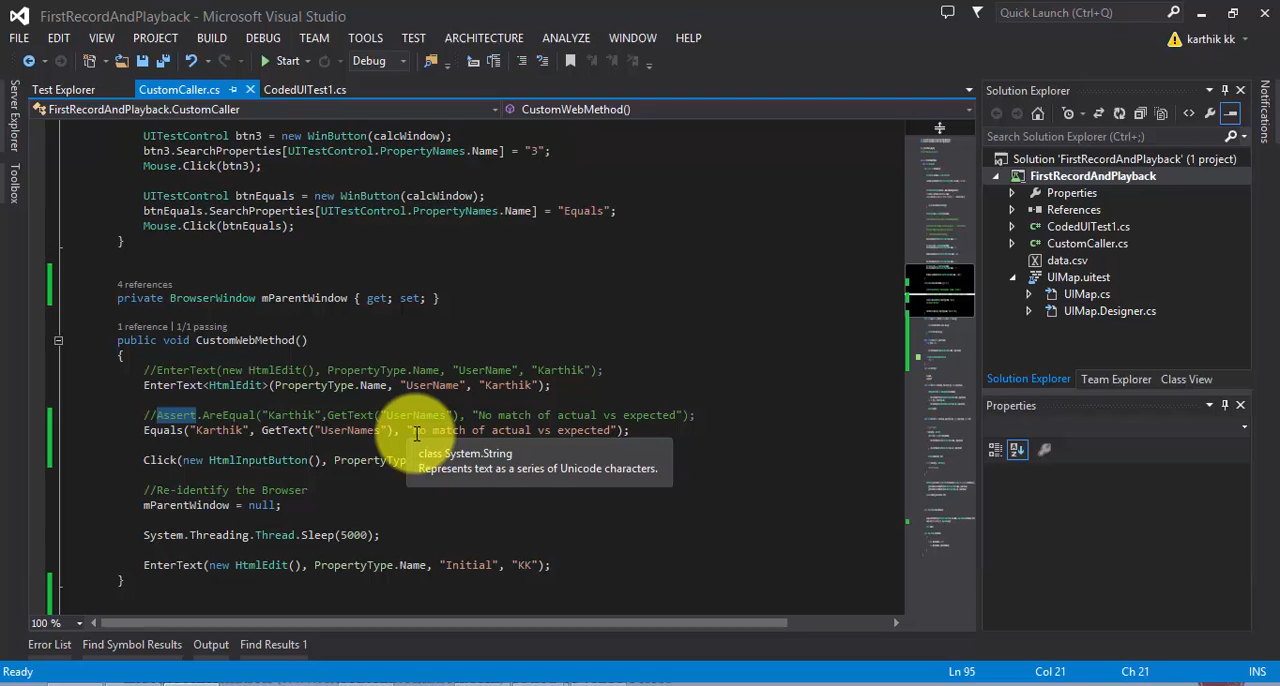 FirstRecordAndPlayback - Microsoft Visual Studio
Quick Launch (Ctrl+Q)
FILE EDIT VIEW PROJECT BUILD DEBUG TEAM TOOLS TEST ARCHITECTURE ANALYZE WINDOW HELP
karthik kk
Start Debug
Server Explorer
Toolbox
Test Explorer CustomCaller.cs CodedUITest1.cs
FirstRecordAndPlayback.CustomCaller CustomWebMethod()
UITestControl btn3 = new WinButton(calcWindow);
btn3.SearchProperties[UITestControl.PropertyNames.Name] = "3";
Mouse.Click(btn3);
UITestControl btnEquals = new WinButton(calcWindow);
btnEquals.SearchProperties[UITestControl.PropertyNames.Name] = "Equals";
Mouse.Click(btnEquals);
}
4 references
private BrowserWindow mParentWindow { get; set; }
1 reference | 1/1 passing
public void CustomWebMethod()
{
//EnterText(new HtmlEdit(), PropertyType.Name, "UserName", "Karthik");
EnterText<HtmlEdit>(PropertyType.Name, "UserName", "Karthik");
//Assert.AreEqual("Karthik",GetText("UserNames"), "No match of actual vs expected");
Equals("Karthik", GetText("UserNames"), "No match of actual vs expected");
class System.String
Represents text as a series of Unicode characters.
Click(new HtmlInputButton(), PropertyTyp
//Re-identify the Browser
mParentWindow = null;
System.Threading.Thread.Sleep(5000);
EnterText(new HtmlEdit(), PropertyType.Name, "Initial", "KK");
}
100 %
Error List Find Symbol Results Output Find Results 1
Ready Ln 95 Col 21 Ch 21 INS
Solution Explorer
Search Solution Explorer (Ctrl+;)
Solution 'FirstRecordAndPlayback' (1 project)
FirstRecordAndPlayback
Properties
References
CodedUITest1.cs
CustomCaller.cs
data.csv
UIMap.uitest
UIMap.cs
UIMap.Designer.cs
Solution Explorer Team Explorer Class View
Properties
Notifications